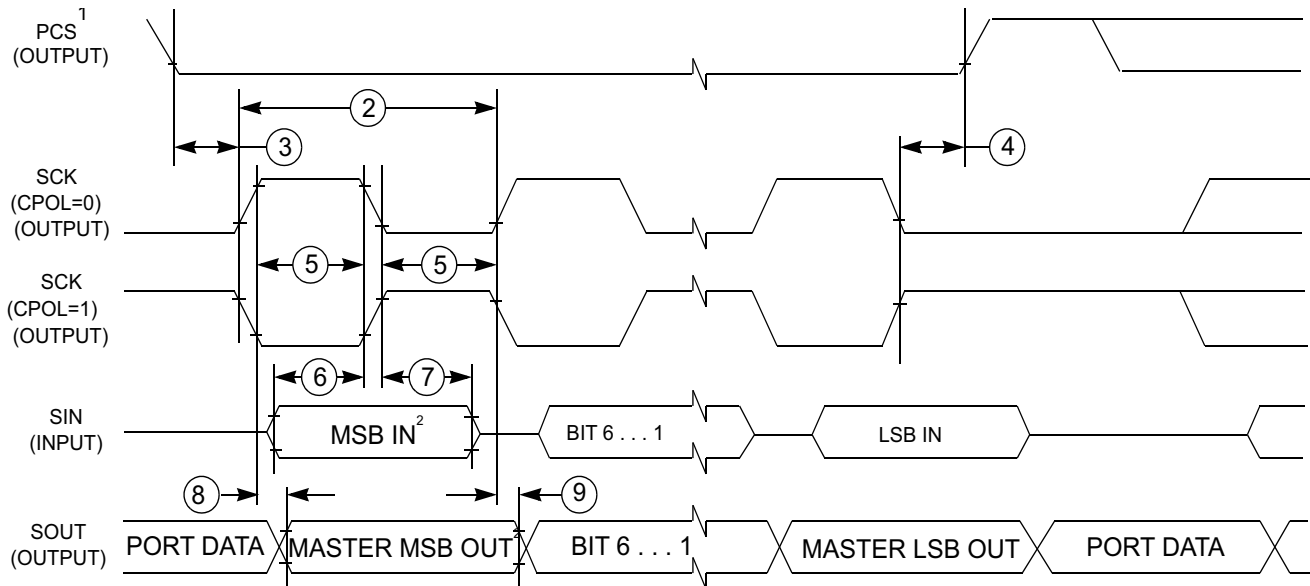 PCS 1
(OUTPUT)
2
3
4
SCK
(CPOL=0)
(OUTPUT)
5
5
SCK
(CPOL=1)
(OUTPUT)
6
7
SIN
(INPUT)
MSB IN2
BIT 6 . . . 1
LSB IN
8
9
SOUT
(OUTPUT)
PORT DATA
MASTER MSB OUT2
BIT 6 . . . 1
MASTER LSB OUT
PORT DATA